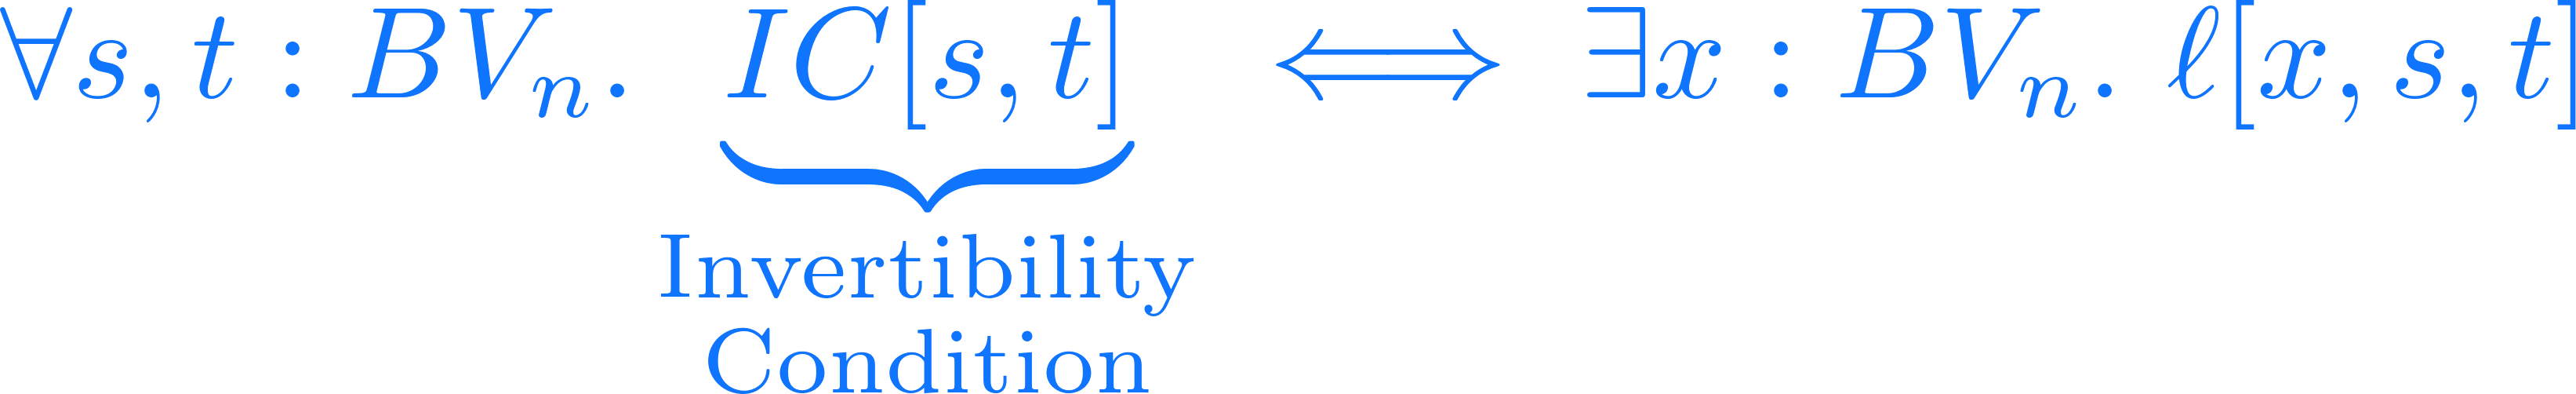 ∀s, t : BVₙ. IC[s, t] ⟺ ∃x : BVₙ. ℓ[x, s, t]
Invertibility
Condition